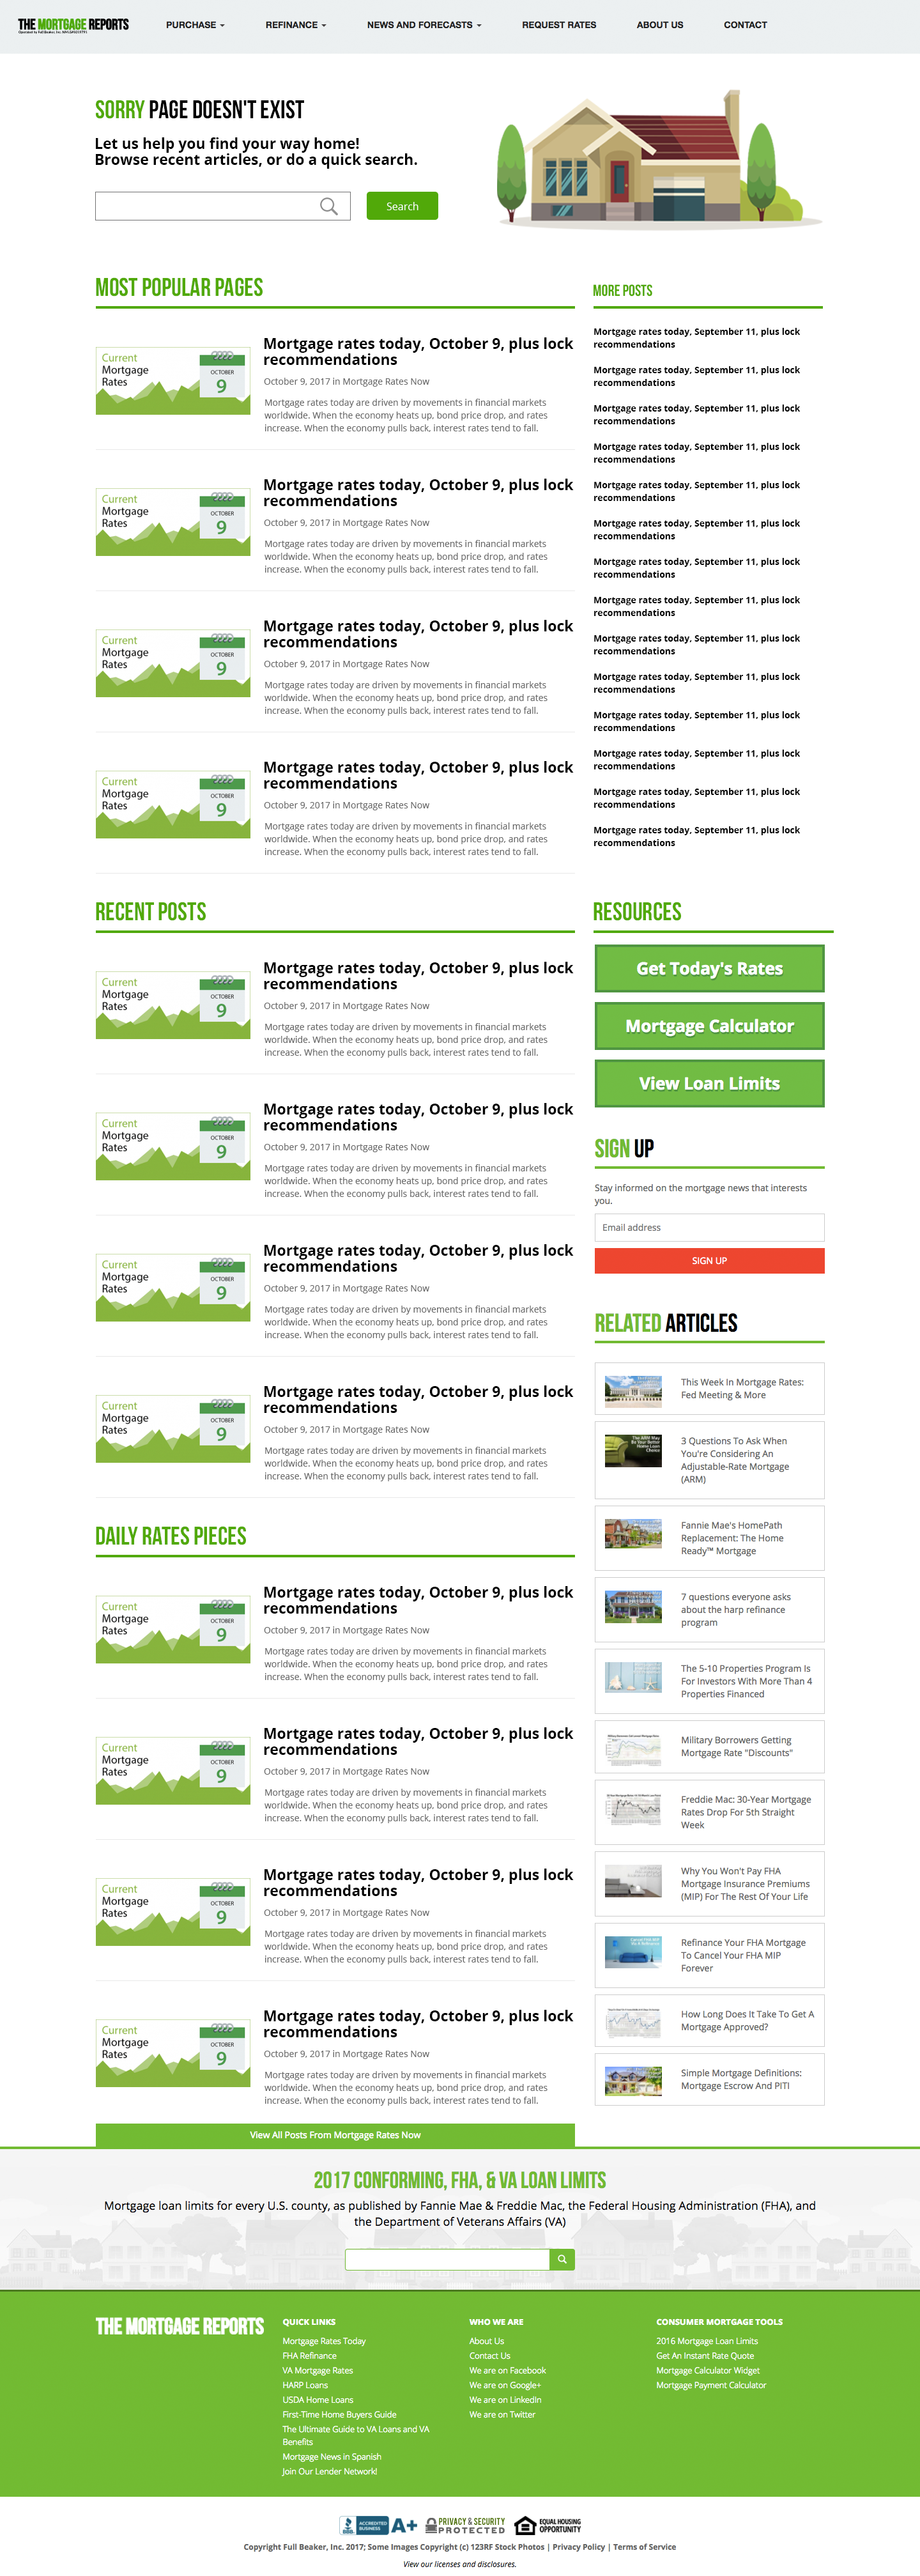 THE MORTGAGE REPORTS
PURCHASE
REFINANCE
NEWS AND FORECASTS
REQUEST RATES
ABOUT US
CONTACT
SORRY PAGE DOESN'T EXIST
Let us help you find your way home!
Browse recent articles, or do a quick search.
Search
MOST POPULAR PAGES
Current
Mortgage
Rates
OCTOBER
9
Mortgage rates today, October 9, plus lock
recommendations
October 9, 2017 in Mortgage Rates Now
Mortgage rates today are driven by movements in financial markets
worldwide. When the economy heats up, bond price drop, and rates
increase. When the economy pulls back, interest rates tend to fall.
Current
Mortgage
Rates
OCTOBER
9
Mortgage rates today, October 9, plus lock
recommendations
October 9, 2017 in Mortgage Rates Now
Mortgage rates today are driven by movements in financial markets
worldwide. When the economy heats up, bond price drop, and rates
increase. When the economy pulls back, interest rates tend to fall.
Current
Mortgage
Rates
OCTOBER
9
Mortgage rates today, October 9, plus lock
recommendations
October 9, 2017 in Mortgage Rates Now
Mortgage rates today are driven by movements in financial markets
worldwide. When the economy heats up, bond price drop, and rates
increase. When the economy pulls back, interest rates tend to fall.
Current
Mortgage
Rates
OCTOBER
9
Mortgage rates today, October 9, plus lock
recommendations
October 9, 2017 in Mortgage Rates Now
Mortgage rates today are driven by movements in financial markets
worldwide. When the economy heats up, bond price drop, and rates
increase. When the economy pulls back, interest rates tend to fall.
MORE POSTS
Mortgage rates today, September 11, plus lock
recommendations
Mortgage rates today, September 11, plus lock
recommendations
Mortgage rates today, September 11, plus lock
recommendations
Mortgage rates today, September 11, plus lock
recommendations
Mortgage rates today, September 11, plus lock
recommendations
Mortgage rates today, September 11, plus lock
recommendations
Mortgage rates today, September 11, plus lock
recommendations
Mortgage rates today, September 11, plus lock
recommendations
Mortgage rates today, September 11, plus lock
recommendations
Mortgage rates today, September 11, plus lock
recommendations
Mortgage rates today, September 11, plus lock
recommendations
Mortgage rates today, September 11, plus lock
recommendations
Mortgage rates today, September 11, plus lock
recommendations
Mortgage rates today, September 11, plus lock
recommendations
RECENT POSTS
Current
Mortgage
Rates
OCTOBER
9
Mortgage rates today, October 9, plus lock
recommendations
October 9, 2017 in Mortgage Rates Now
Mortgage rates today are driven by movements in financial markets
worldwide. When the economy heats up, bond price drop, and rates
increase. When the economy pulls back, interest rates tend to fall.
Current
Mortgage
Rates
OCTOBER
9
Mortgage rates today, October 9, plus lock
recommendations
October 9, 2017 in Mortgage Rates Now
Mortgage rates today are driven by movements in financial markets
worldwide. When the economy heats up, bond price drop, and rates
increase. When the economy pulls back, interest rates tend to fall.
Current
Mortgage
Rates
OCTOBER
9
Mortgage rates today, October 9, plus lock
recommendations
October 9, 2017 in Mortgage Rates Now
Mortgage rates today are driven by movements in financial markets
worldwide. When the economy heats up, bond price drop, and rates
increase. When the economy pulls back, interest rates tend to fall.
Current
Mortgage
Rates
OCTOBER
9
Mortgage rates today, October 9, plus lock
recommendations
October 9, 2017 in Mortgage Rates Now
Mortgage rates today are driven by movements in financial markets
worldwide. When the economy heats up, bond price drop, and rates
increase. When the economy pulls back, interest rates tend to fall.
DAILY RATES PIECES
Current
Mortgage
Rates
OCTOBER
9
Mortgage rates today, October 9, plus lock
recommendations
October 9, 2017 in Mortgage Rates Now
Mortgage rates today are driven by movements in financial markets
worldwide. When the economy heats up, bond price drop, and rates
increase. When the economy pulls back, interest rates tend to fall.
Current
Mortgage
Rates
OCTOBER
9
Mortgage rates today, October 9, plus lock
recommendations
October 9, 2017 in Mortgage Rates Now
Mortgage rates today are driven by movements in financial markets
worldwide. When the economy heats up, bond price drop, and rates
increase. When the economy pulls back, interest rates tend to fall.
Current
Mortgage
Rates
OCTOBER
9
Mortgage rates today, October 9, plus lock
recommendations
October 9, 2017 in Mortgage Rates Now
Mortgage rates today are driven by movements in financial markets
worldwide. When the economy heats up, bond price drop, and rates
increase. When the economy pulls back, interest rates tend to fall.
Current
Mortgage
Rates
OCTOBER
9
Mortgage rates today, October 9, plus lock
recommendations
October 9, 2017 in Mortgage Rates Now
Mortgage rates today are driven by movements in financial markets
worldwide. When the economy heats up, bond price drop, and rates
increase. When the economy pulls back, interest rates tend to fall.
View All Posts From Mortgage Rates Now
RESOURCES
Get Today's Rates
Mortgage Calculator
View Loan Limits
SIGN UP
Stay informed on the mortgage news that interests
you.
Email address
SIGN UP
RELATED ARTICLES
This Week In Mortgage Rates:
Fed Meeting & More
3 Questions To Ask When
You're Considering An
Adjustable-Rate Mortgage
(ARM)
Fannie Mae's HomePath
Replacement: The Home
Ready™ Mortgage
7 questions everyone asks
about the harp refinance
program
The 5-10 Properties Program Is
For Investors With More Than 4
Properties Financed
Military Borrowers Getting
Mortgage Rate "Discounts"
Freddie Mac: 30-Year Mortgage
Rates Drop For 5th Straight
Week
Why You Won't Pay FHA
Mortgage Insurance Premiums
(MIP) For The Rest Of Your Life
Refinance Your FHA Mortgage
To Cancel Your FHA MIP
Forever
How Long Does It Take To Get A
Mortgage Approved?
Simple Mortgage Definitions:
Mortgage Escrow And PITI
2017 CONFORMING, FHA, & VA LOAN LIMITS
Mortgage loan limits for every U.S. county, as published by Fannie Mae & Freddie Mac, the Federal Housing Administration (FHA), and
the Department of Veterans Affairs (VA)
THE MORTGAGE REPORTS
QUICK LINKS
Mortgage Rates Today
FHA Refinance
VA Mortgage Rates
HARP Loans
USDA Home Loans
First-Time Home Buyers Guide
The Ultimate Guide to VA Loans and VA
Benefits
Mortgage News in Spanish
Join Our Lender Network!
WHO WE ARE
About Us
Contact Us
We are on Facebook
We are on Google+
We are on LinkedIn
We are on Twitter
CONSUMER MORTGAGE TOOLS
2016 Mortgage Loan Limits
Get An Instant Rate Quote
Mortgage Calculator Widget
Mortgage Payment Calculator
BBB
ACCREDITED
BUSINESS
A+
PRIVACY & SECURITY
PROTECTED
EQUAL HOUSING
OPPORTUNITY
Copyright Full Beaker, Inc. 2017; Some Images Copyright (c) 123RF Stock Photos | Privacy Policy | Terms of Service
View our licenses and disclosures.